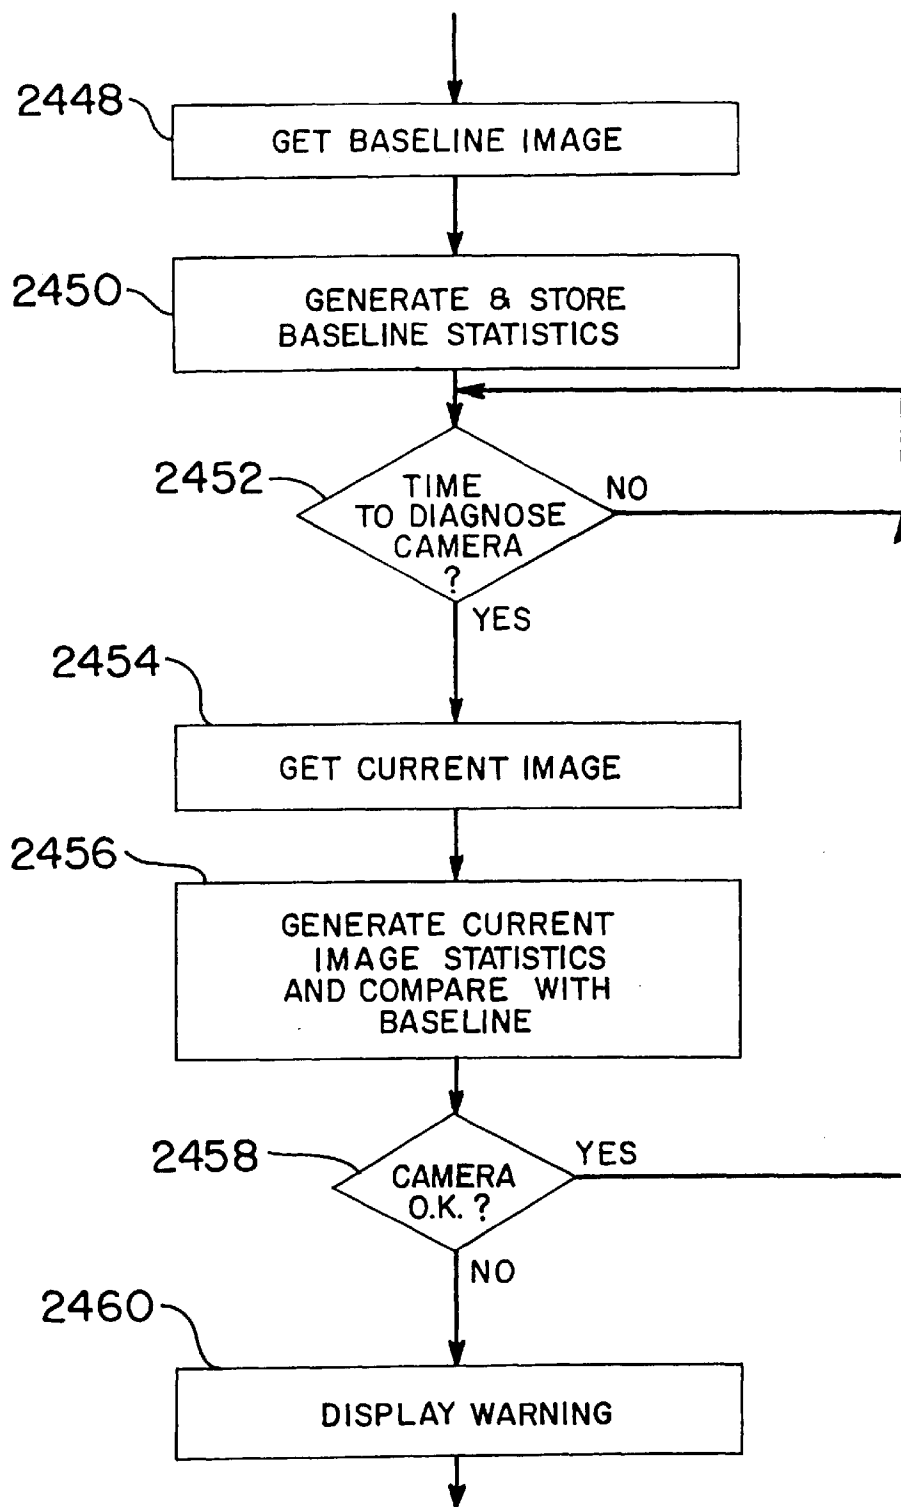 2448
GET BASELINE IMAGE
2450
GENERATE & STORE
BASELINE STATISTICS
2452
TIME
TO DIAGNOSE
CAMERA
?
NO
YES
2454
GET CURRENT IMAGE
2456
GENERATE CURRENT
IMAGE STATISTICS
AND COMPARE WITH
BASELINE
2458
CAMERA
O.K. ?
YES
NO
2460
DISPLAY WARNING